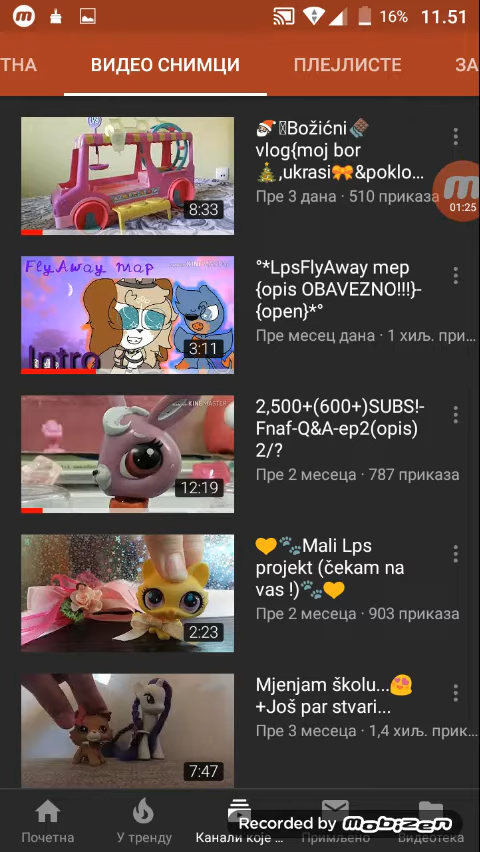 16% 11.51
ТНА ВИДЕО СНИМЦИ ПЛЕЈЛИСТЕ ЗА
🎅Božićni🍫
vlog{moj bor
🎄,ukrasi🎀&poklo...
Пре 3 дана · 510 приказа
8:33
01:25
FlyAway map
KINEMASTER
Intro
3:11
°*LpsFlyAway mep
{opis OBAVEZNO!!!}-
{open}*°
Пре месец дана · 1 хиљ. при...
KINEMASTER
12:19
2,500+(600+)SUBS!-
Fnaf-Q&A-ep2(opis)
2/?
Пре 2 месеца · 787 приказа
2:23
💛🐾Mali Lps
projekt (čekam na
vas !)🐾💛
Пре 2 месеца · 903 приказа
7:47
Mjenjam školu...😍
+Još par stvari...
Пре 3 месеца · 1,4 хиљ. прик...
Почетна У тренду Канали које ... Примљено Видеотека
Recorded by Mobizen